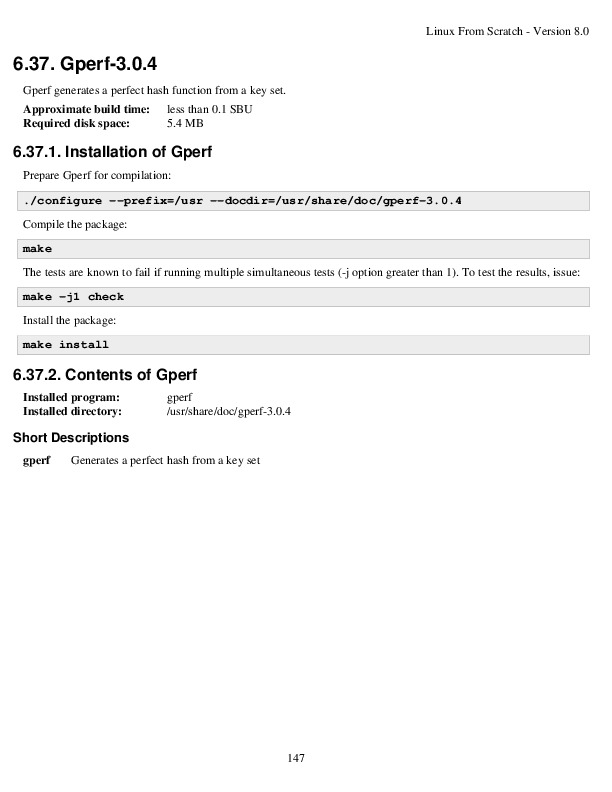 Linux From Scratch - Version 8.0
6.37. Gperf-3.0.4
Gperf generates a perfect hash function from a key set.
Approximate build time: less than 0.1 SBU
Required disk space: 5.4 MB
6.37.1. Installation of Gperf
Prepare Gperf for compilation:
./configure --prefix=/usr --docdir=/usr/share/doc/gperf-3.0.4
Compile the package:
make
The tests are known to fail if running multiple simultaneous tests (-j option greater than 1). To test the results, issue:
make -j1 check
Install the package:
make install
6.37.2. Contents of Gperf
Installed program: gperf
Installed directory: /usr/share/doc/gperf-3.0.4
Short Descriptions
gperf Generates a perfect hash from a key set
147